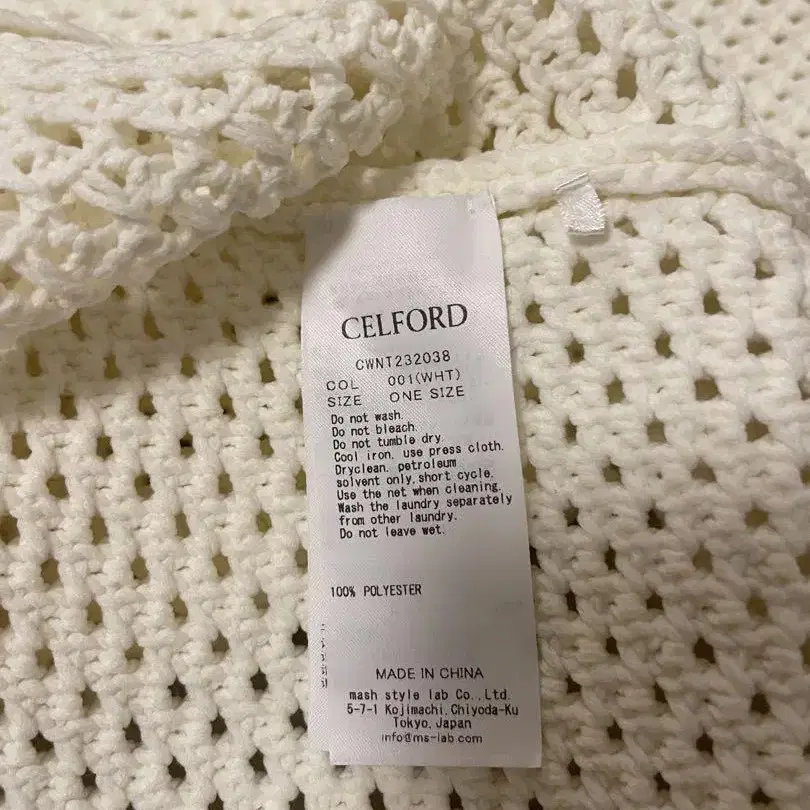 CELFORD
CWNT232038
COL 001(WHT)
SIZE ONE SIZE
Do not wash.
Do not bleach.
Do not tumble dry.
Cool iron, use press cloth.
Dryclean, petroleum
solvent only, short cycle.
Use the net when cleaning.
Wash the laundry separately
from other laundry.
Do not leave wet.
100% POLYESTER
MADE IN CHINA
mash style lab Co.,Ltd.
5-7-1 Kojimachi,Chiyoda-Ku
Tokyo,Japan
info@ms-lab.com